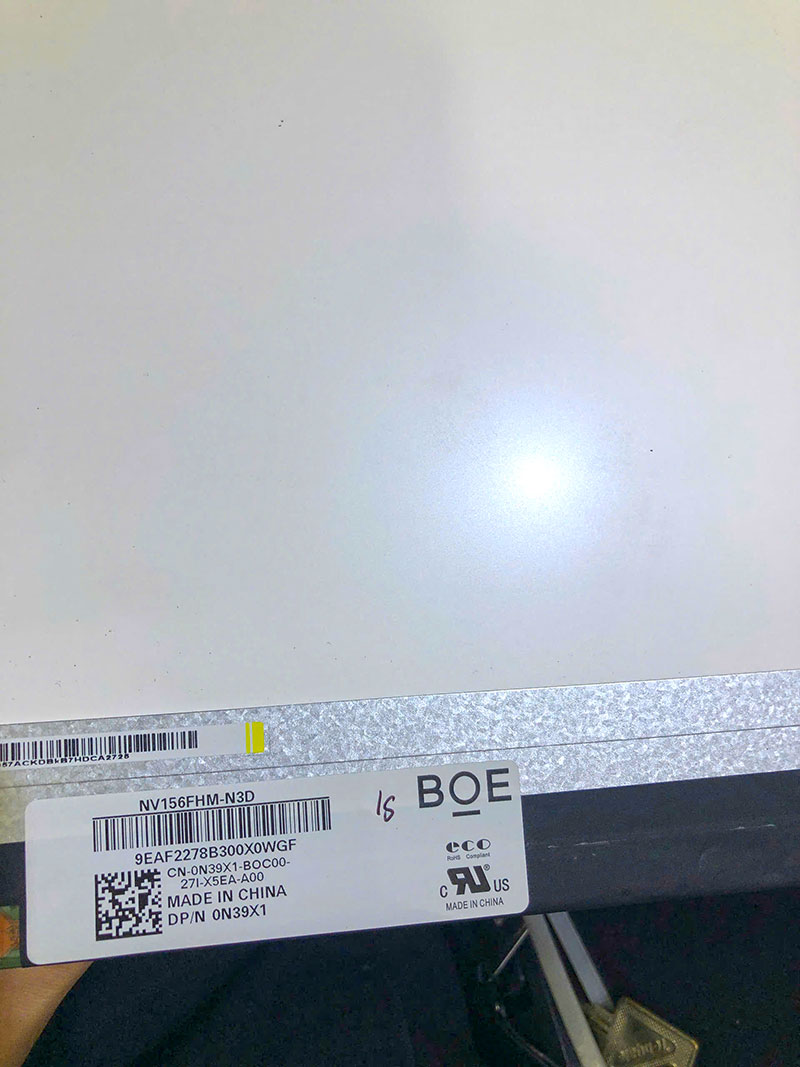 NV156FHM-N3D
9EAF2278B300X0WGF
CN-0N39X1-BOC00-
27I-X5EA-A00
MADE IN CHINA
DP/N 0N39X1
BOE
eco
RoHS Compliant
C US
MADE IN CHINA